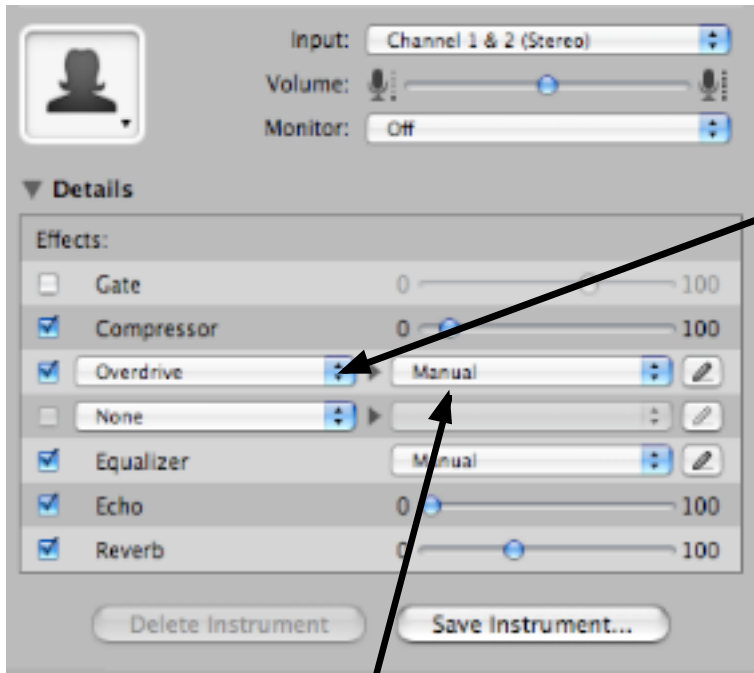 Input: Channel 1 & 2 (Stereo)
Volume:
Monitor: Off
Details
Effects:
Gate 0 100
Compressor 0 100
Overdrive Manual
None
Equalizer Manual
Echo 0 100
Reverb 0 100
Delete Instrument Save Instrument...